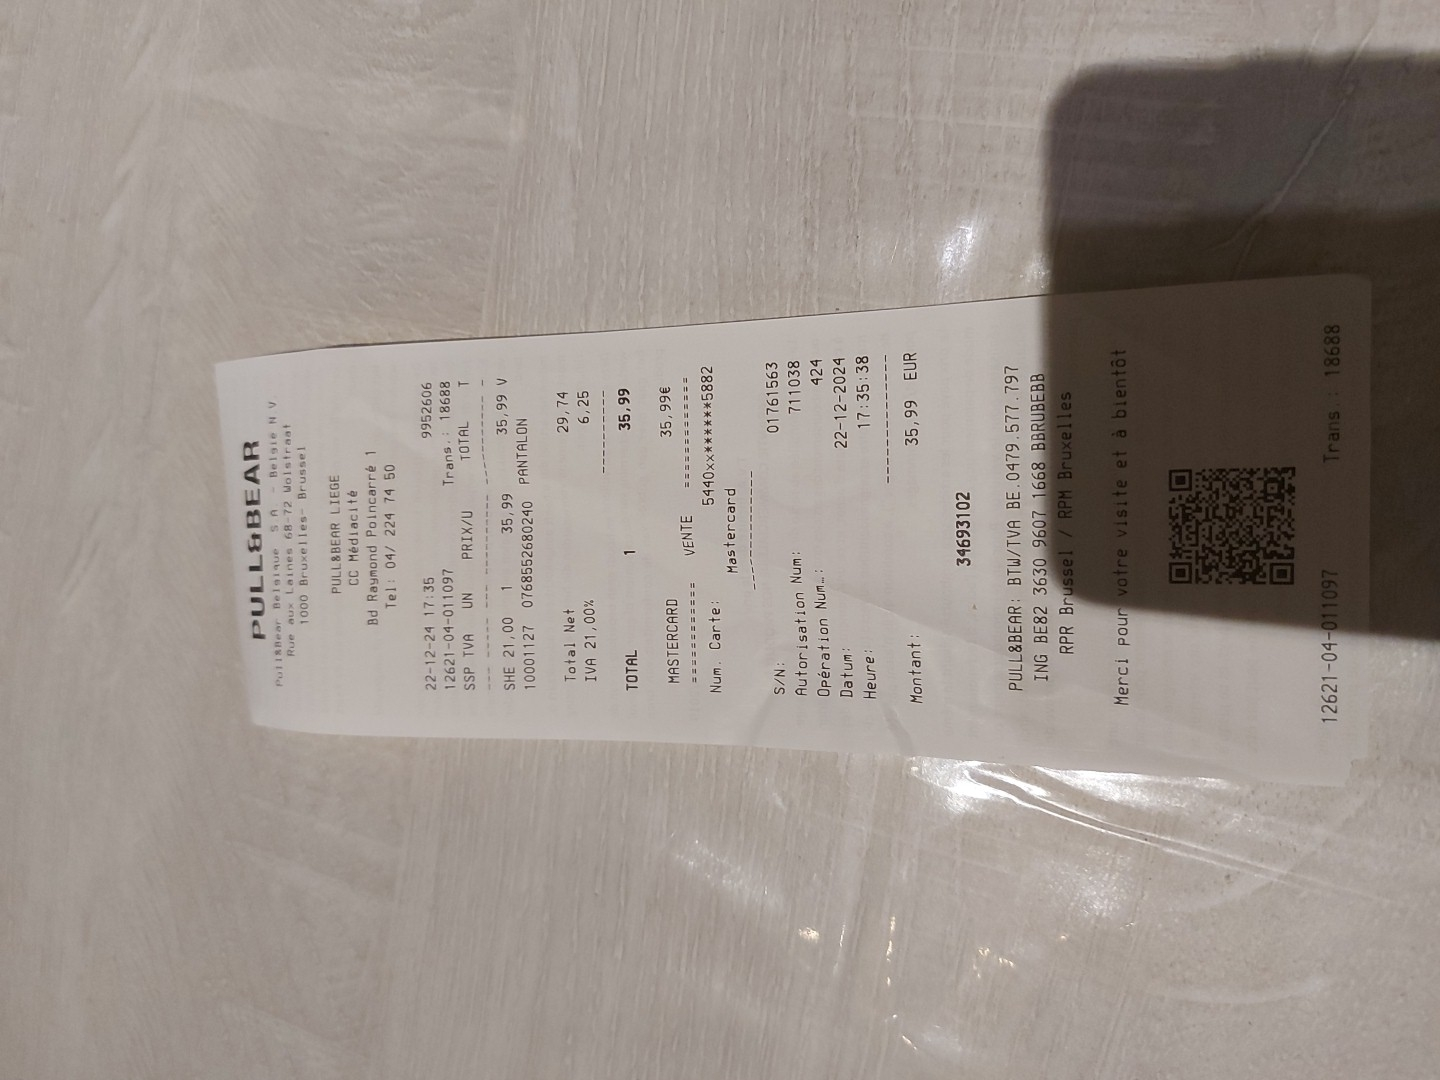 PULL&BEAR
Pull&Bear Belgique S A - Belgie N V.
Rue aux Laines 68-72 Wolstraat
1000 Bruxelles- Brussel
PULL&BEAR LIEGE
CC Médiacité
Bd Raymond Poincarré 1
Tel: 04/ 224 74 50
22-12-24 17:35 9952606
12621-04-011097 Trans.: 18688
SSP TVA UN PRIX/U TOTAL T
SHE 21,00 1 35,99 35,99 V
10001127 07685526802​40 PANTALON
Total Net 29,74
IVA 21,00% 6,25
TOTAL 1 35,99
MASTERCARD 35,99€
=========== VENTE ===========
Num. Carte: 5440xx*******5882
Mastercard
S/N: 01761563
Autorisation Num: 711038
Opération Num…: 424
Datum: 22-12-2024
Heure: 17:35:38
Montant: 35,99 EUR
34693102
PULL&BEAR: BTW/TVA BE.0479.577.797
ING BE82 3630 9607 1668 BBRUBEBB
RPR Brussel / RPM Bruxelles
Merci pour votre visite et à bientôt
12621-04-011097 Trans.: 18688